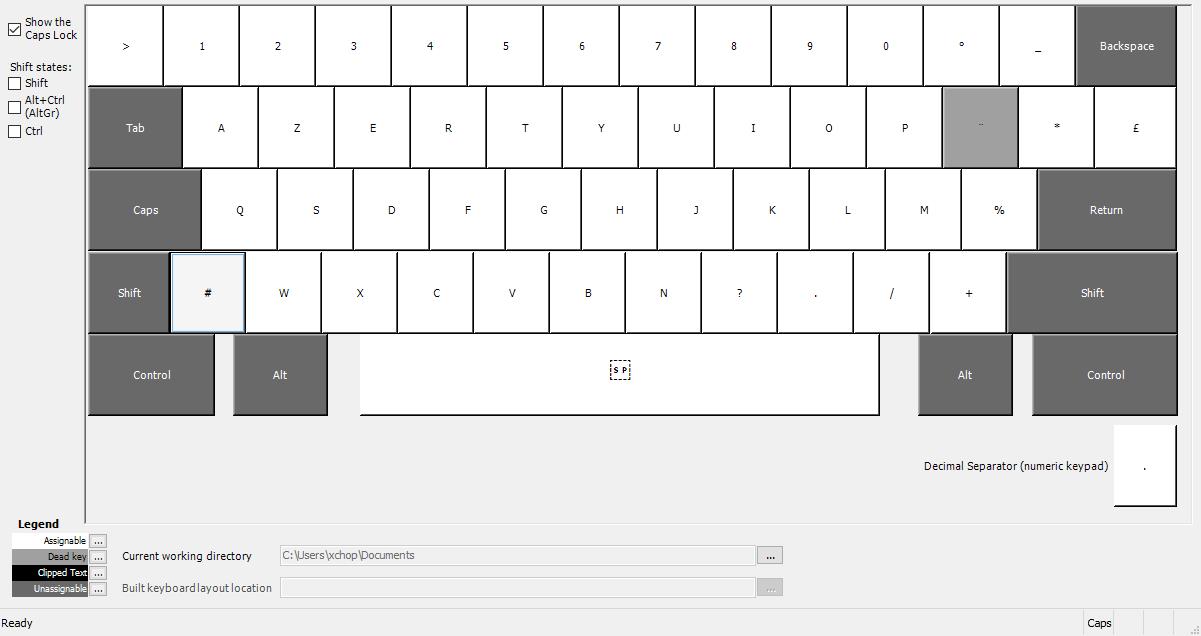 Show the
Caps Lock
Shift states:
Shift
Alt+Ctrl
(AltGr)
Ctrl
> 1 2 3 4 5 6 7 8 9 0 ° _ Backspace
Tab A Z E R T Y U I O P ¨ * £
Caps Q S D F G H J K L M % Return
Shift # W X C V B N ? . / + Shift
Control Alt SP Alt Control
Decimal Separator (numeric keypad) .
Legend
Assignable ...
Dead key ...
Clipped Text ...
Unassignable ...
Current working directory C:\Users\xchop\Documents ...
Built keyboard layout location ...
Ready Caps